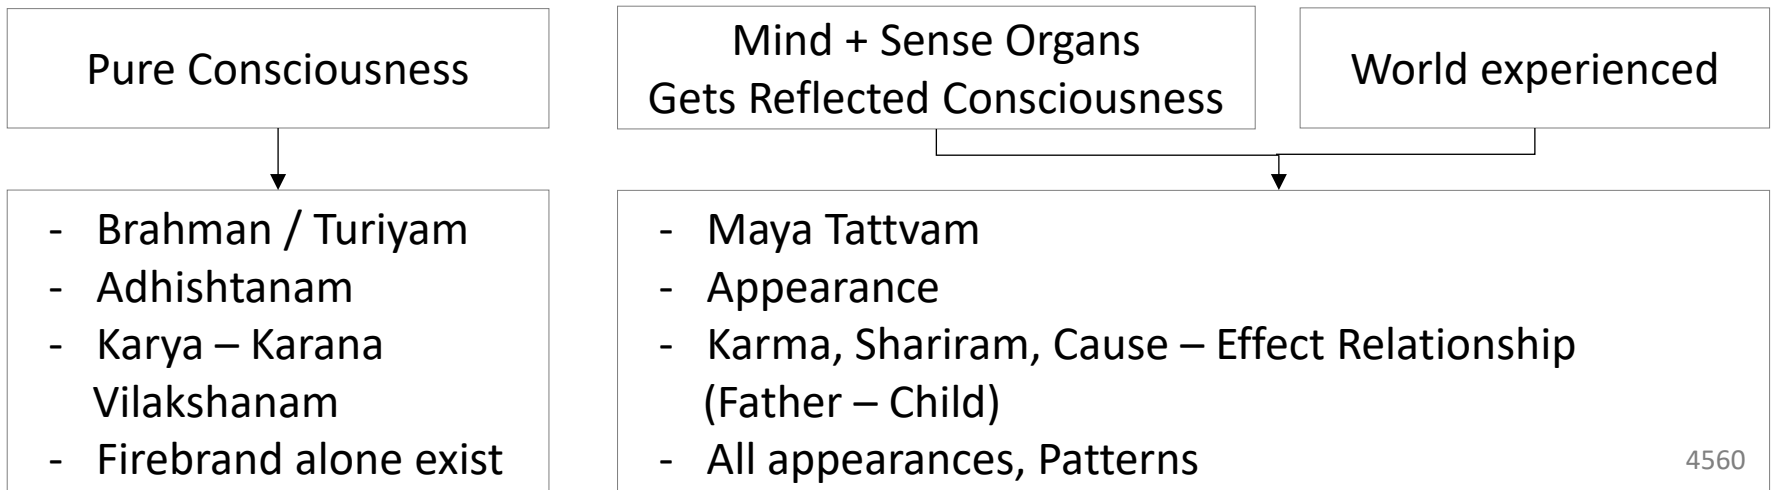 Pure Consciousness
Mind + Sense Organs
Gets Reflected Consciousness
World experienced
- Brahman / Turiyam
- Adhishtanam
- Karya – Karana
Vilakshanam
- Firebrand alone exist
- Maya Tattvam
- Appearance
- Karma, Shariram, Cause – Effect Relationship
(Father – Child)
- All appearances, Patterns
4560